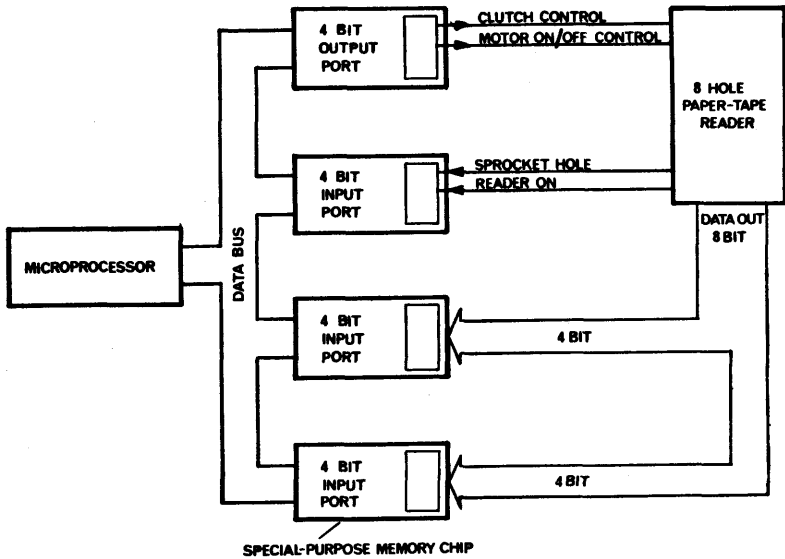 4 BIT
OUTPUT
PORT
CLUTCH CONTROL
MOTOR ON/OFF CONTROL
8 HOLE
PAPER-TAPE
READER
4 BIT
INPUT
PORT
SPROCKET HOLE
READER ON
DATA OUT
8 BIT
MICROPROCESSOR
DATA BUS
4 BIT
INPUT
PORT
4 BIT
4 BIT
INPUT
PORT
4 BIT
SPECIAL-PURPOSE MEMORY CHIP